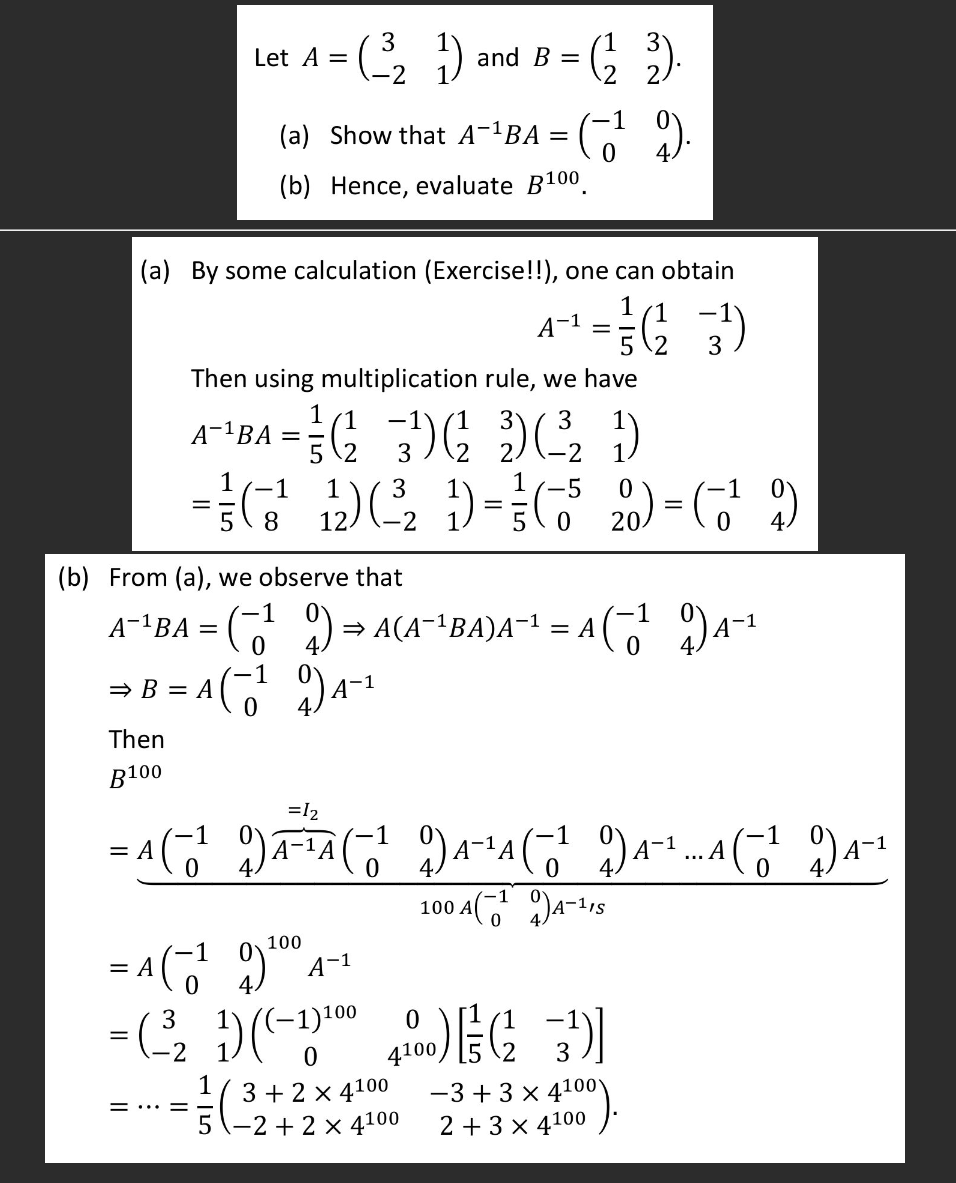 Let A = \begin{pmatrix} 3 & 1 \\ -2 & 1 \end{pmatrix} and B = \begin{pmatrix} 1 & 3 \\ 2 & 2 \end{pmatrix}.
(a) Show that A^{-1}BA = \begin{pmatrix} -1 & 0 \\ 0 & 4 \end{pmatrix}.
(b) Hence, evaluate B^{100}.
(a) By some calculation (Exercise!!), one can obtain
A^{-1} = \frac{1}{5}\begin{pmatrix} 1 & -1 \\ 2 & 3 \end{pmatrix}
Then using multiplication rule, we have
A^{-1}BA = \frac{1}{5}\begin{pmatrix} 1 & -1 \\ 2 & 3 \end{pmatrix}\begin{pmatrix} 1 & 3 \\ 2 & 2 \end{pmatrix}\begin{pmatrix} 3 & 1 \\ -2 & 1 \end{pmatrix}
= \frac{1}{5}\begin{pmatrix} -1 & 1 \\ 8 & 12 \end{pmatrix}\begin{pmatrix} 3 & 1 \\ -2 & 1 \end{pmatrix} = \frac{1}{5}\begin{pmatrix} -5 & 0 \\ 0 & 20 \end{pmatrix} = \begin{pmatrix} -1 & 0 \\ 0 & 4 \end{pmatrix}
(b) From (a), we observe that
A^{-1}BA = \begin{pmatrix} -1 & 0 \\ 0 & 4 \end{pmatrix} ⇒ A(A^{-1}BA)A^{-1} = A\begin{pmatrix} -1 & 0 \\ 0 & 4 \end{pmatrix}A^{-1}
⇒ B = A\begin{pmatrix} -1 & 0 \\ 0 & 4 \end{pmatrix}A^{-1}
Then
B^{100}
= \underbrace{A\begin{pmatrix} -1 & 0 \\ 0 & 4 \end{pmatrix}\overbrace{A^{-1}A}^{=I_2}\begin{pmatrix} -1 & 0 \\ 0 & 4 \end{pmatrix}A^{-1}A\begin{pmatrix} -1 & 0 \\ 0 & 4 \end{pmatrix}A^{-1} … A\begin{pmatrix} -1 & 0 \\ 0 & 4 \end{pmatrix}A^{-1}}_{100 A\begin{pmatrix} -1 & 0 \\ 0 & 4 \end{pmatrix}A^{-1}'s}
= A\begin{pmatrix} -1 & 0 \\ 0 & 4 \end{pmatrix}^{100} A^{-1}
= \begin{pmatrix} 3 & 1 \\ -2 & 1 \end{pmatrix}\begin{pmatrix} (-1)^{100} & 0 \\ 0 & 4^{100} \end{pmatrix}\left[\frac{1}{5}\begin{pmatrix} 1 & -1 \\ 2 & 3 \end{pmatrix}\right]
= ⋯ = \frac{1}{5}\begin{pmatrix} 3 + 2 × 4^{100} & -3 + 3 × 4^{100} \\ -2 + 2 × 4^{100} & 2 + 3 × 4^{100} \end{pmatrix}.